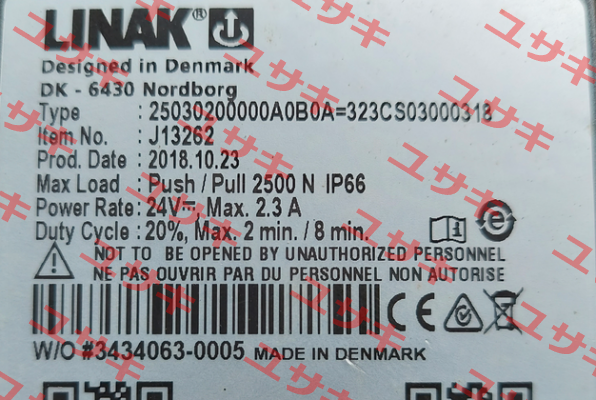 LINAK®
Designed in Denmark
DK - 6430 Nordborg
Type : 25030200000A0B0A=323CS03000318
Item No. : J13262
Prod. Date : 2018.10.23
Max Load : Push / Pull 2500 N IP66
Power Rate : 24V⎓ Max. 2.3 A
Duty Cycle : 20%, Max. 2 min. / 8 min.
NOT TO BE OPENED BY UNAUTHORIZED PERSONNEL
NE PAS OUVRIR PAR DU PERSONNEL NON AUTORISE
CE
W/O #3434063-0005 MADE IN DENMARK
ユサキ